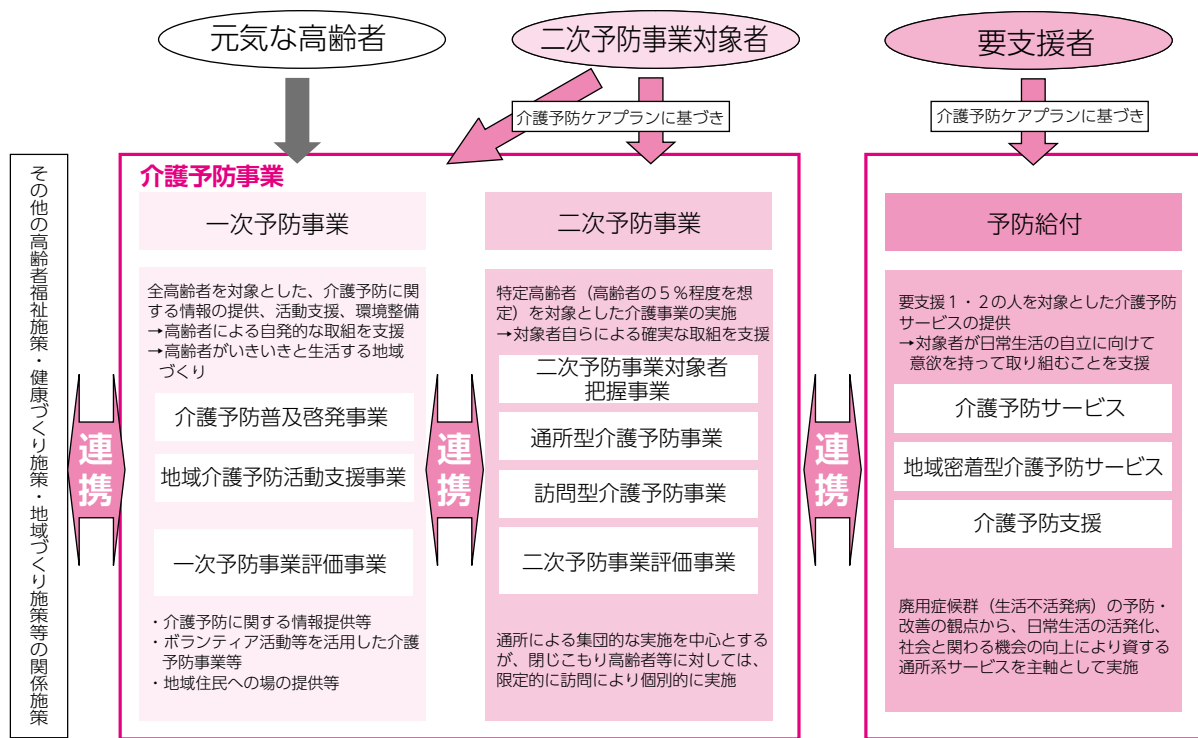 元気な高齢者
二次予防事業対象者
要支援者
介護予防ケアプランに基づき
介護予防ケアプランに基づき
その他の高齢者福祉施策・健康づくり施策・地域づくり施策等の関係施策
連携
介護予防事業
一次予防事業
全高齢者を対象とした、介護予防に関
する情報の提供、活動支援、環境整備
→高齢者による自発的な取組を支援
→高齢者がいきいきと生活する地域
づくり
介護予防普及啓発事業
地域介護予防活動支援事業
一次予防事業評価事業
・介護予防に関する情報提供等
・ボランティア活動等を活用した介護
予防事業等
・地域住民への場の提供等
連携
二次予防事業
特定高齢者（高齢者の５％程度を想
定）を対象とした介護事業の実施
→対象者自らによる確実な取組を支援
二次予防事業対象者
把握事業
通所型介護予防事業
訪問型介護予防事業
二次予防事業評価事業
通所による集団的な実施を中心とする
が、閉じこもり高齢者等に対しては、
限定的に訪問により個別的に実施
連携
予防給付
要支援１・２の人を対象とした介護予防
サービスの提供
→対象者が日常生活の自立に向けて
意欲を持って取り組むことを支援
介護予防サービス
地域密着型介護予防サービス
介護予防支援
廃用症候群（生活不活発病）の予防・
改善の観点から、日常生活の活発化、
社会と関わる機会の向上により資する
通所系サービスを主軸として実施